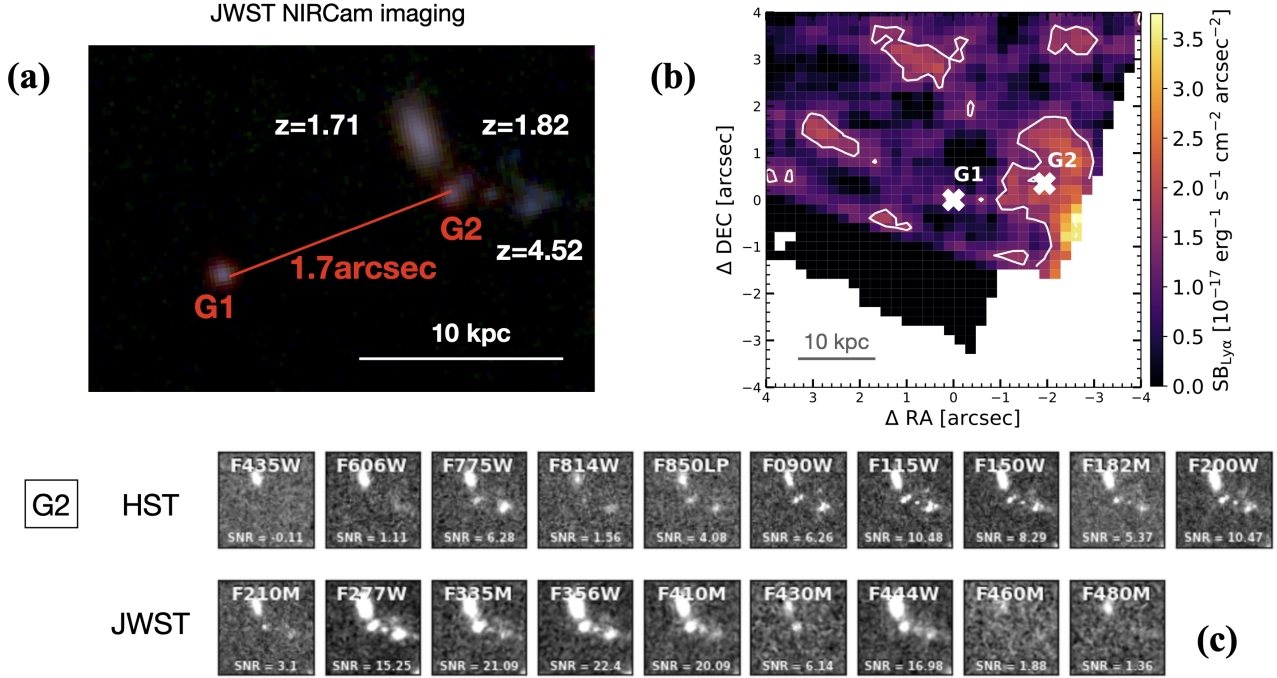 JWST NIRCam imaging
(a)
z=1.71
z=1.82
G2
z=4.52
1.7arcsec
G1
10 kpc
(b)
4
3
2
1
0
−1
−2
−3
−4
Δ DEC [arcsec]
G1
G2
10 kpc
4 3 2 1 0 −1 −2 −3 −4
Δ RA [arcsec]
3.5
3.0
2.5
2.0
1.5
1.0
0.5
0.0
SB Lyα [10⁻¹⁷ erg⁻¹ s⁻¹ cm⁻² arcsec⁻²]
G2
HST
F435W F606W F775W F814W F850LP F090W F115W F150W F182M F200W
SNR = -0.11 SNR = 1.11 SNR = 6.28 SNR = 1.56 SNR = 4.08 SNR = 6.26 SNR = 10.48 SNR = 8.29 SNR = 5.37 SNR = 10.47
JWST
F210M F277W F335M F356W F410M F430M F444W F460M F480M
SNR = 3.1 SNR = 15.25 SNR = 21.09 SNR = 22.4 SNR = 20.09 SNR = 6.14 SNR = 16.98 SNR = 1.88 SNR = 1.36
(c)